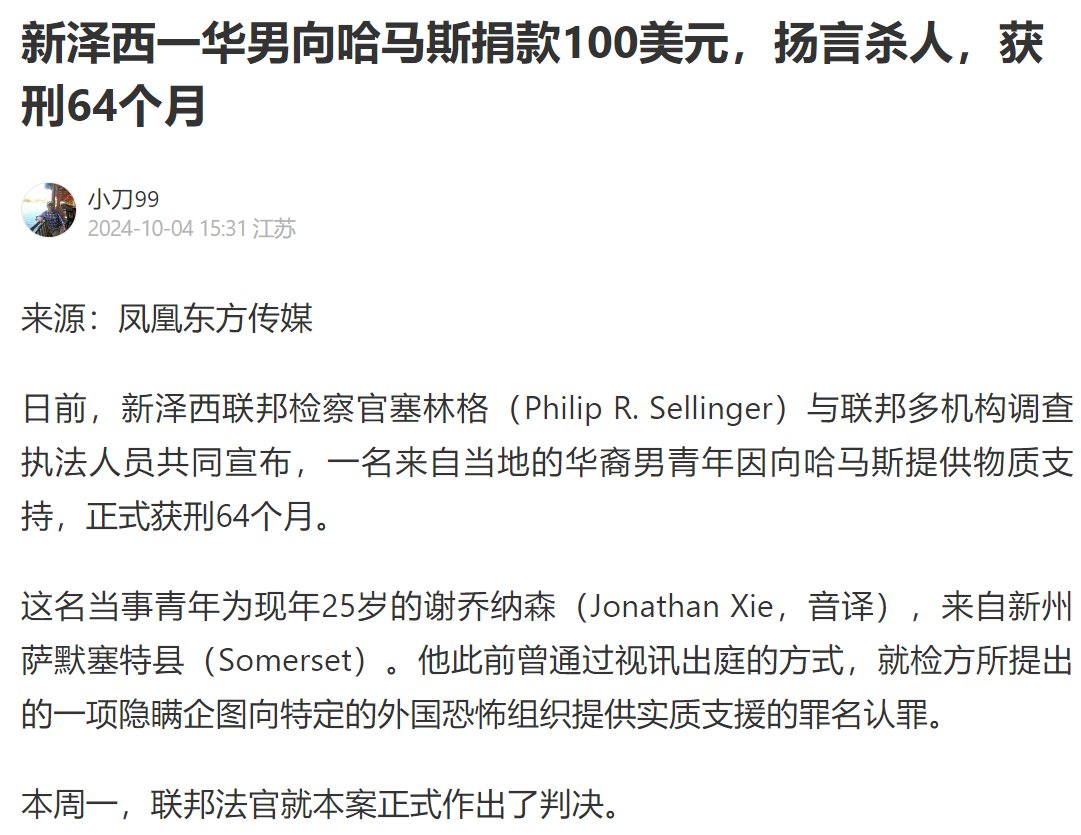 新泽西一华男向哈马斯捐款100美元，扬言杀人，获
刑64个月
小刀99
2024-10-04 15:31 江苏
来源：凤凰东方传媒
日前，新泽西联邦检察官塞林格（Philip R. Sellinger）与联邦多机构调查
执法人员共同宣布，一名来自当地的华裔男青年因向哈马斯提供物质支
持，正式获刑64个月。
这名当事青年为现年25岁的谢乔纳森（Jonathan Xie，音译），来自新州
萨默塞特县（Somerset）。他此前曾通过视讯出庭的方式，就检方所提出
的一项隐瞒企图向特定的外国恐怖组织提供实质支援的罪名认罪。
本周一，联邦法官就本案正式作出了判决。